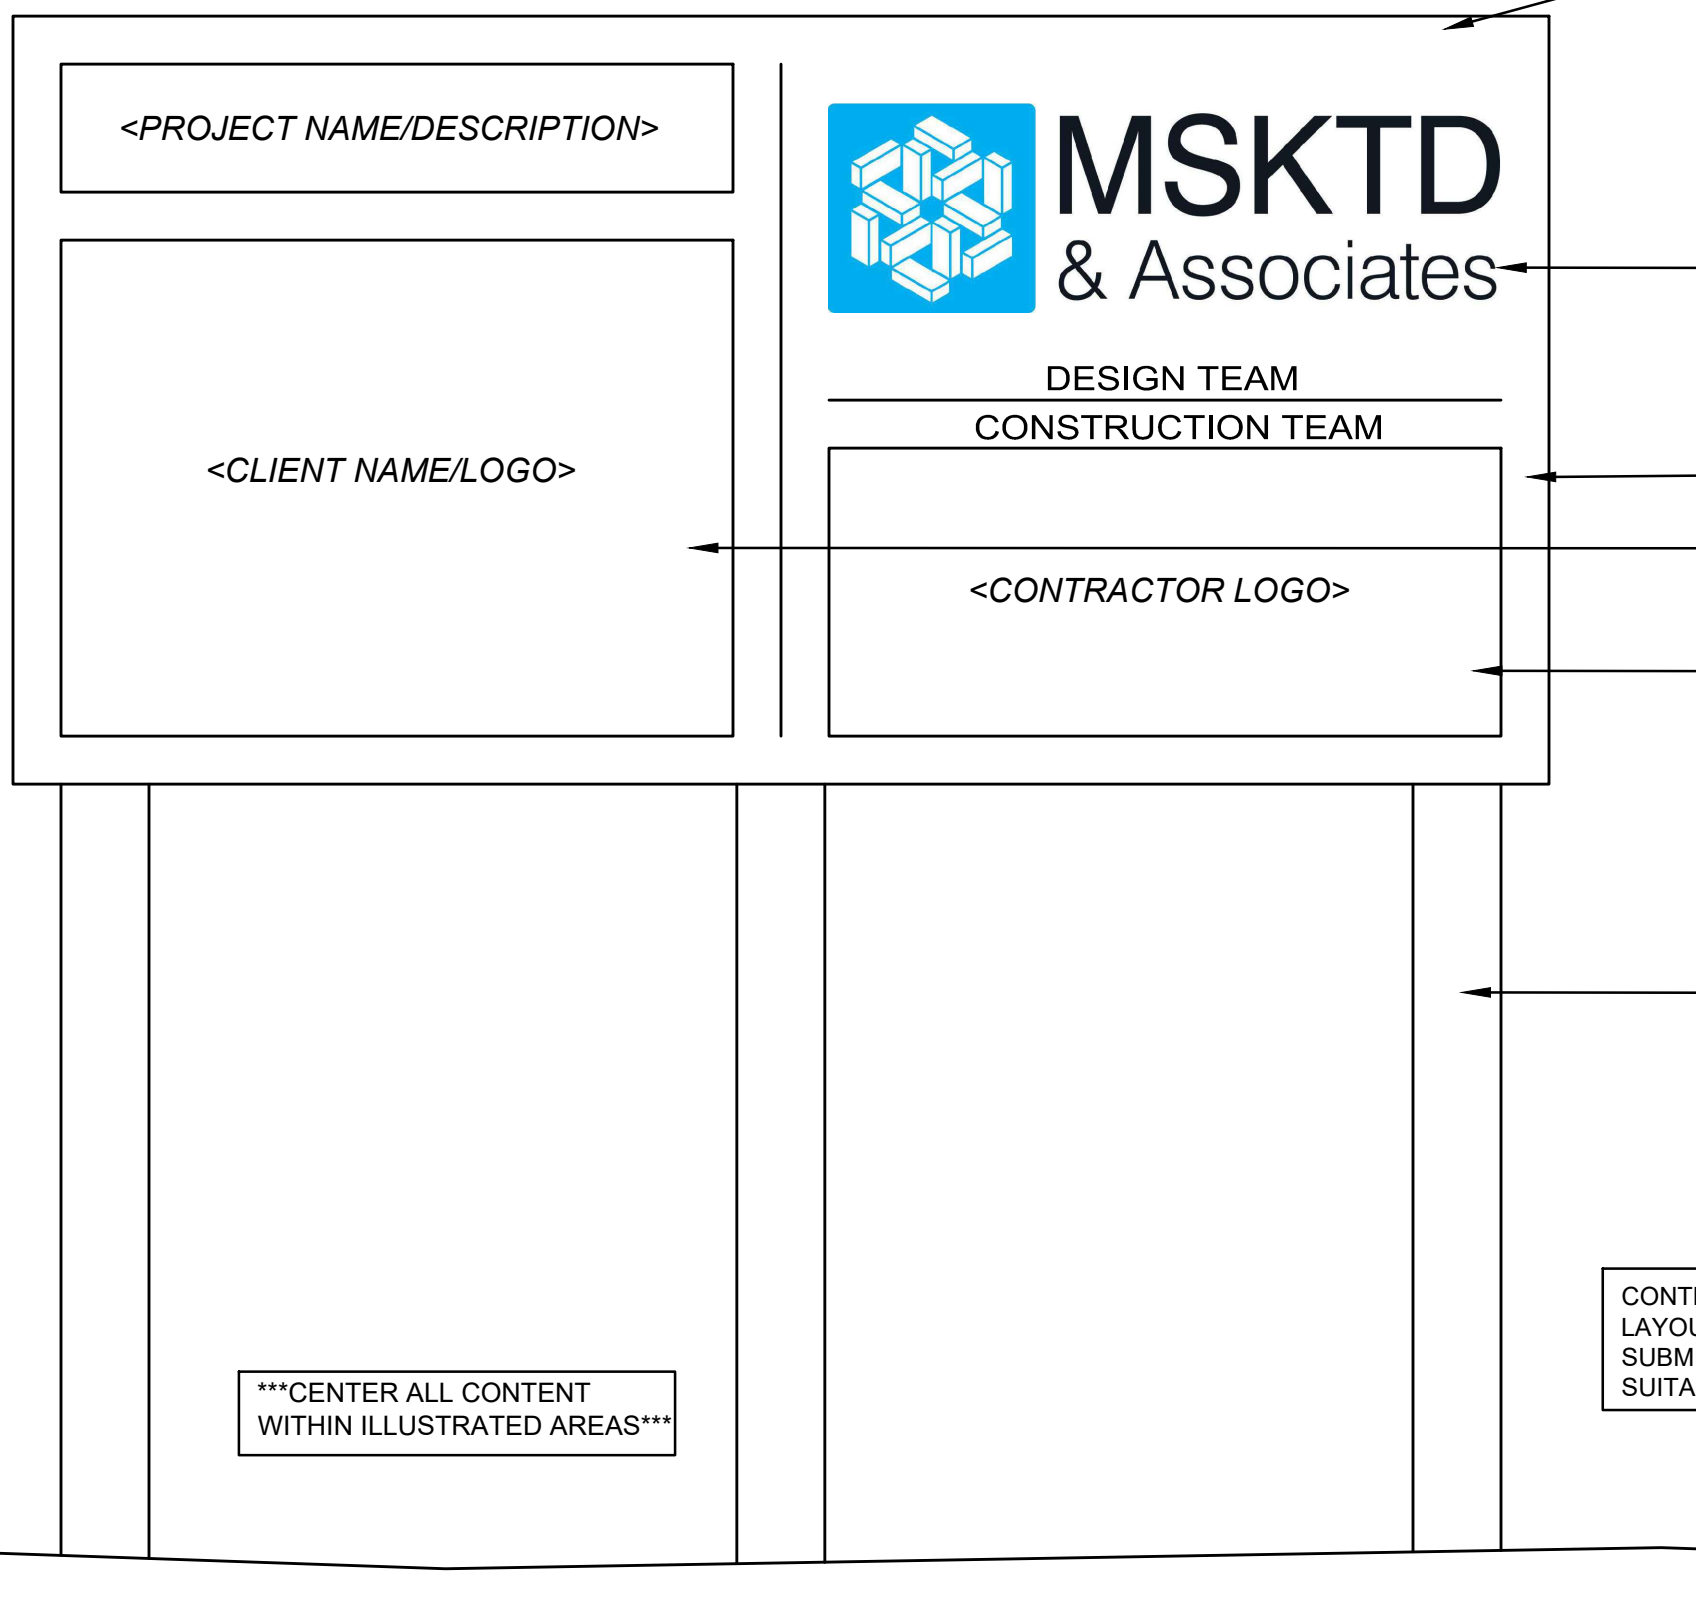 <PROJECT NAME/DESCRIPTION>
MSKTD
& Associates
DESIGN TEAM
CONSTRUCTION TEAM
<CLIENT NAME/LOGO>
<CONTRACTOR LOGO>
***CENTER ALL CONTENT
WITHIN ILLUSTRATED AREAS***